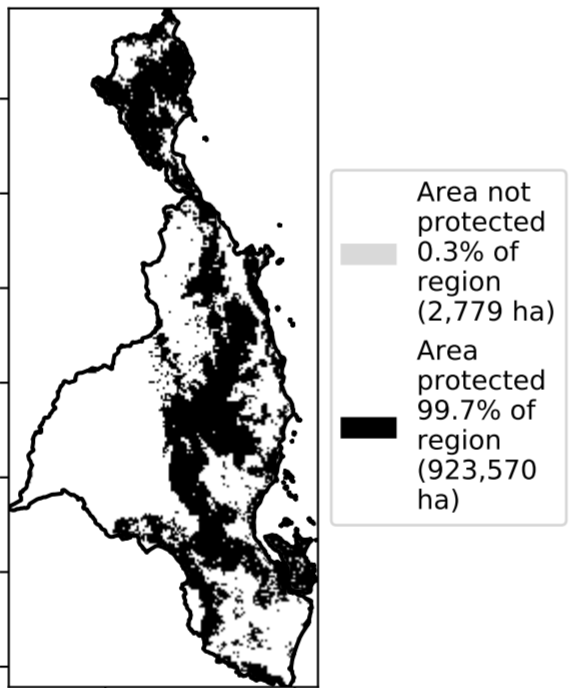 Area not
protected
0.3% of
region
(2,779 ha)
Area
protected
99.7% of
region
(923,570
ha)